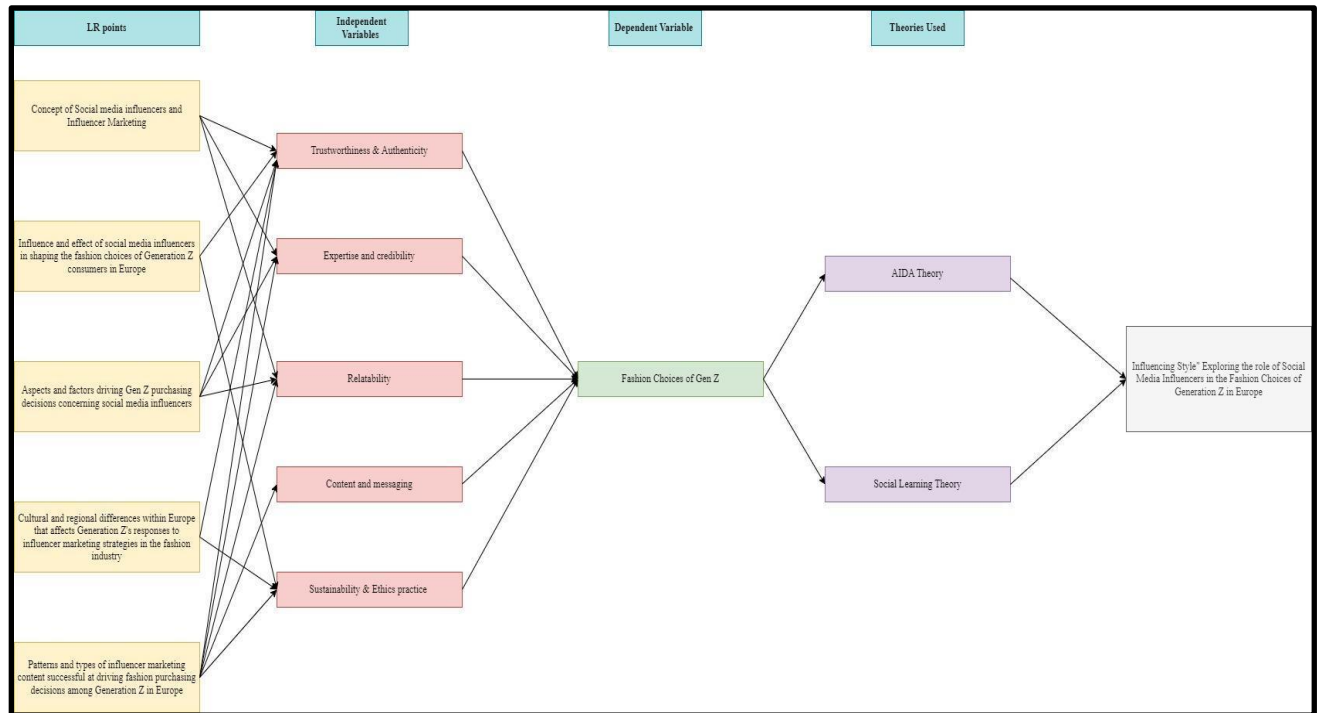 LR points
Independent
Variables
Dependent Variable
Theories Used
Concept of Social media influencers and
Influencer Marketing
Influence and effect of social media influencers
in shaping the fashion choices of Generation Z
consumers in Europe
Aspects and factors driving Gen Z purchasing
decisions concerning social media influencers
Cultural and regional differences within Europe
that affects Generation Z's responses to
influencer marketing strategies in the fashion
industry
Patterns and types of influencer marketing
content successful at driving fashion purchasing
decisions among Generation Z in Europe
Trustworthiness & Authenticity
Expertise and credibility
Relatability
Content and messaging
Sustainability & Ethics practice
Fashion Choices of Gen Z
AIDA Theory
Social Learning Theory
Influencing Style" Exploring the role of Social
Media Influencers in the Fashion Choices of
Generation Z in Europe